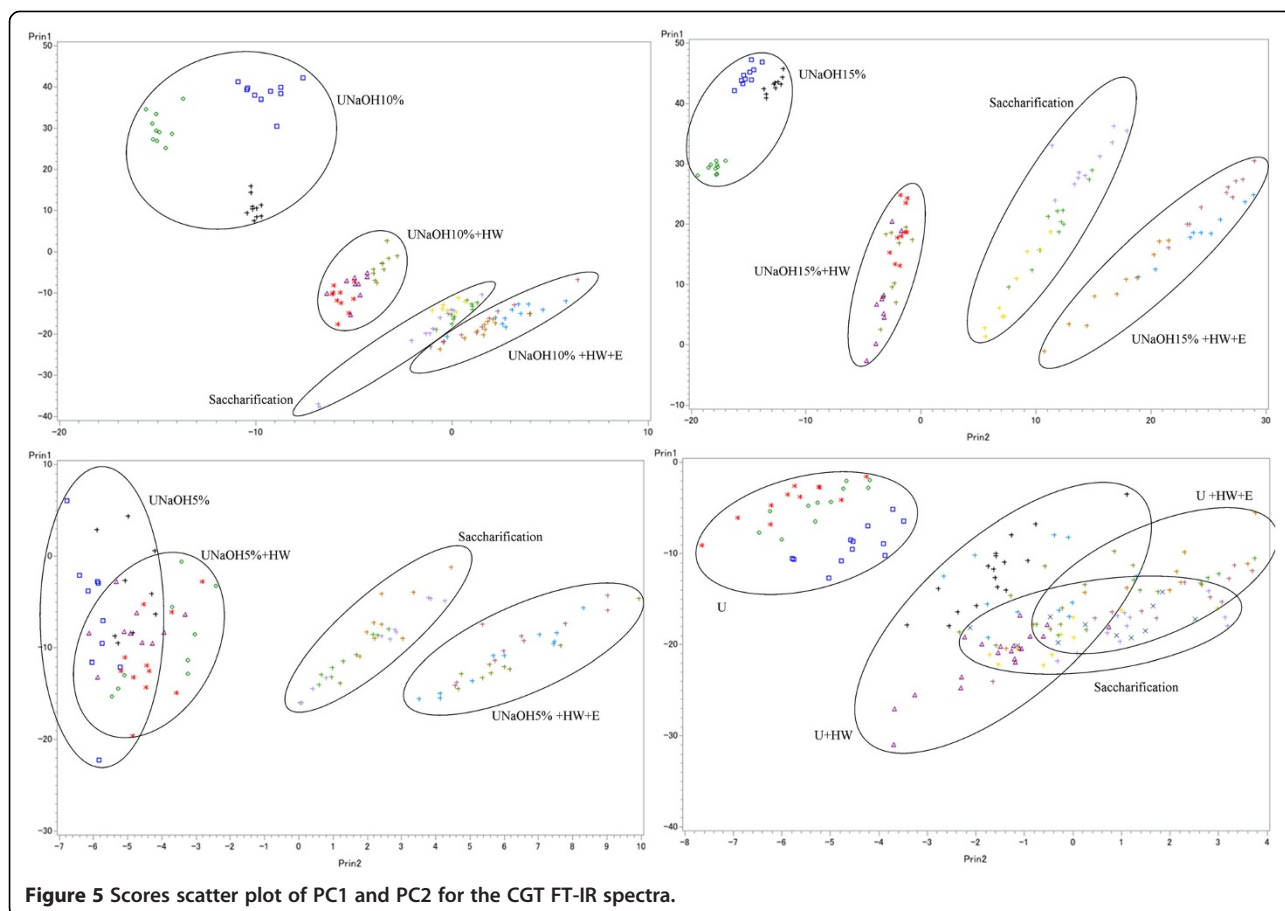 Prin1
50
40
30
20
10
0
-10
-20
-30
-40
-20
-10
0
10
UNaOH10%
UNaOH10%+HW
UNaOH10% +HW+E
Saccharification
Prin1
50
40
30
20
10
0
-10
-20
-10
0
10
20
30
Prin2
UNaOH15%
Saccharification
UNaOH15%+HW
UNaOH15% +HW+E
Prin1
10
0
-10
-20
-30
-7 -6 -5 -4 -3 -2 -1 0 1 2 3 4 5 6 7 8 9 10
Prin2
UNaOH5%
UNaOH5%+HW
Saccharification
UNaOH5% +HW+E
Prin1
0
-10
-20
-30
-40
-8 -7 -6 -5 -4 -3 -2 -1 0 1 2 3 4
Prin2
U +HW+E
U
Saccharification
U+HW
Figure 5 Scores scatter plot of PC1 and PC2 for the CGT FT-IR spectra.